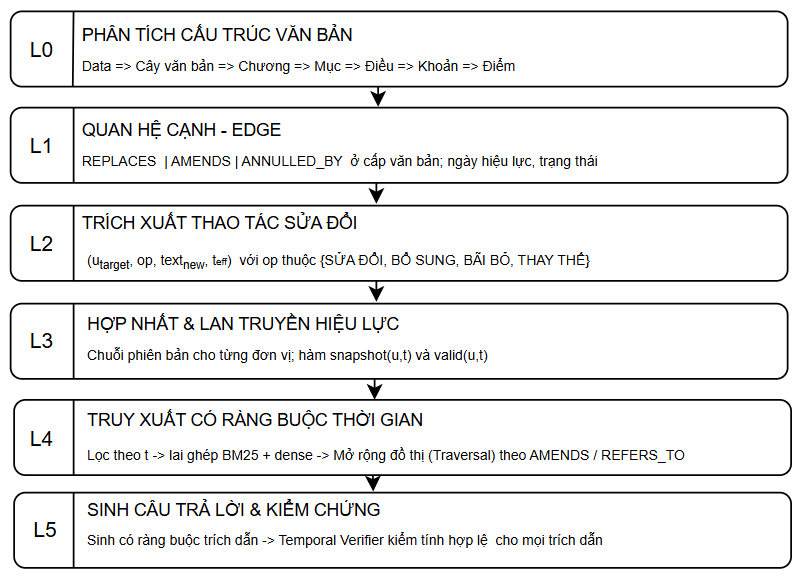 L0
PHÂN TÍCH CẤU TRÚC VĂN BẢN
Data => Cây văn bản => Chương => Mục => Điều => Khoản => Điểm
L1
QUAN HỆ CẠNH - EDGE
REPLACES | AMENDS | ANNULLED_BY ở cấp văn bản; ngày hiệu lực, trạng thái
L2
TRÍCH XUẤT THAO TÁC SỬA ĐỔI
(utarget, op, textnew, teff) với op thuộc {SỬA ĐỔI, BỔ SUNG, BÃI BỎ, THAY THẾ}
L3
HỢP NHẤT & LAN TRUYỀN HIỆU LỰC
Chuỗi phiên bản cho từng đơn vị; hàm snapshot(u,t) và valid(u,t)
L4
TRUY XUẤT CÓ RÀNG BUỘC THỜI GIAN
Lọc theo t -> lai ghép BM25 + dense -> Mở rộng đồ thị (Traversal) theo AMENDS / REFERS_TO
L5
SINH CÂU TRẢ LỜI & KIỂM CHỨNG
Sinh có ràng buộc trích dẫn -> Temporal Verifier kiểm tính hợp lệ cho mọi trích dẫn